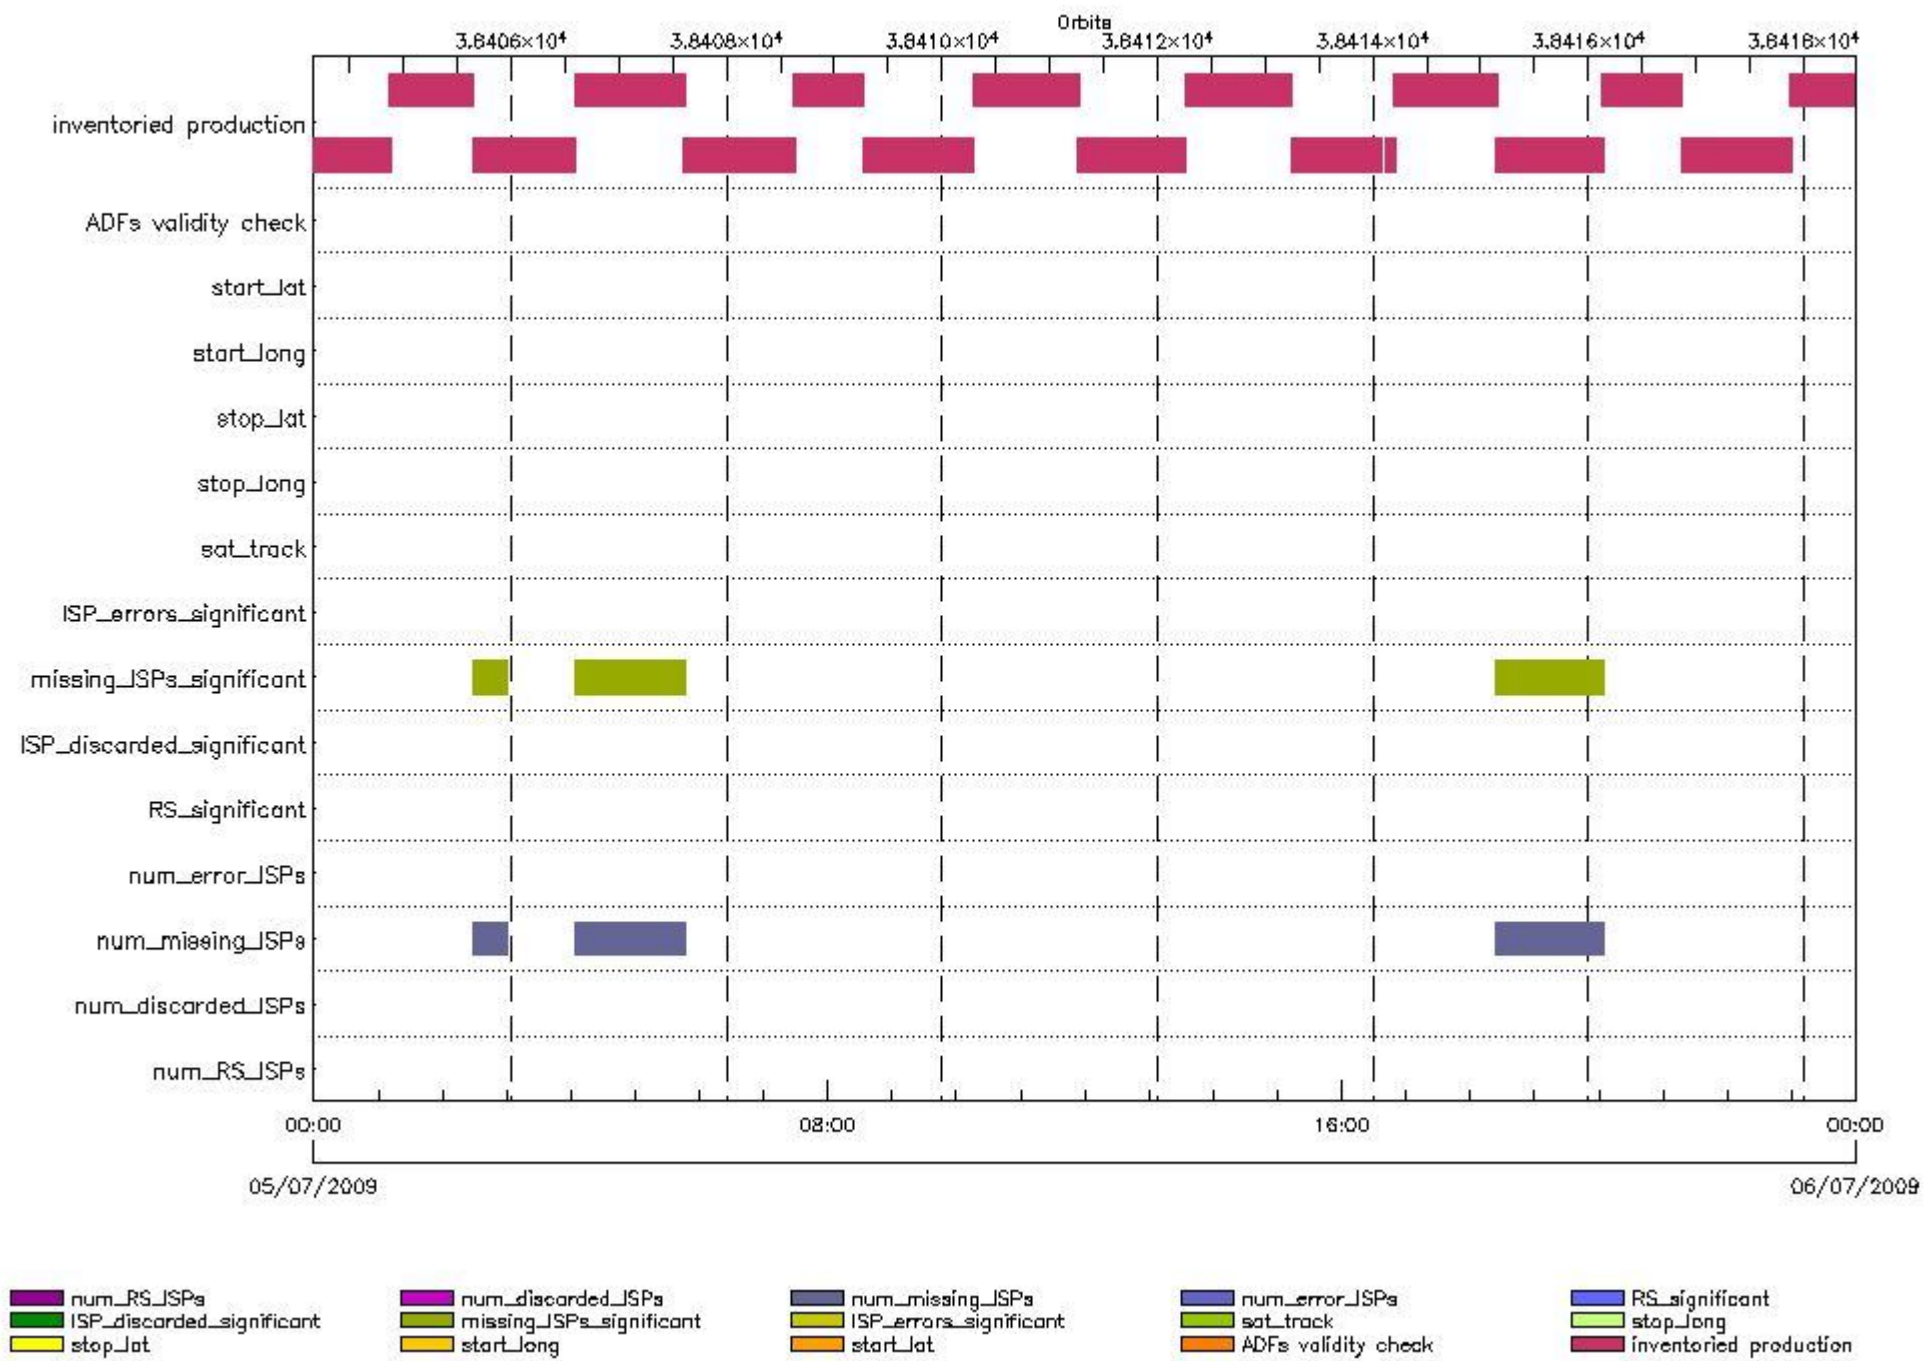 Orbits
3.8406×10⁴ 3.8408×10⁴ 3.8410×10⁴ 3.8412×10⁴ 3.8414×10⁴ 3.8416×10⁴ 3.8418×10⁴
inventoried production
ADFs validity check
start_lat
start_long
stop_lat
stop_long
sat_track
ISP_errors_significant
missing_ISPs_significant
ISP_discarded_significant
RS_significant
num_error_ISPs
num_missing_ISPs
num_discarded_ISPs
num_RS_ISPs
00:00 08:00 16:00 00:00
05/07/2009 06/07/2009
num_RS_ISPs num_discarded_ISPs num_missing_ISPs num_error_ISPs RS_significant
ISP_discarded_significant missing_ISPs_significant ISP_errors_significant sat_track stop_long
stop_lat start_long start_lat ADFs validity check inventoried production